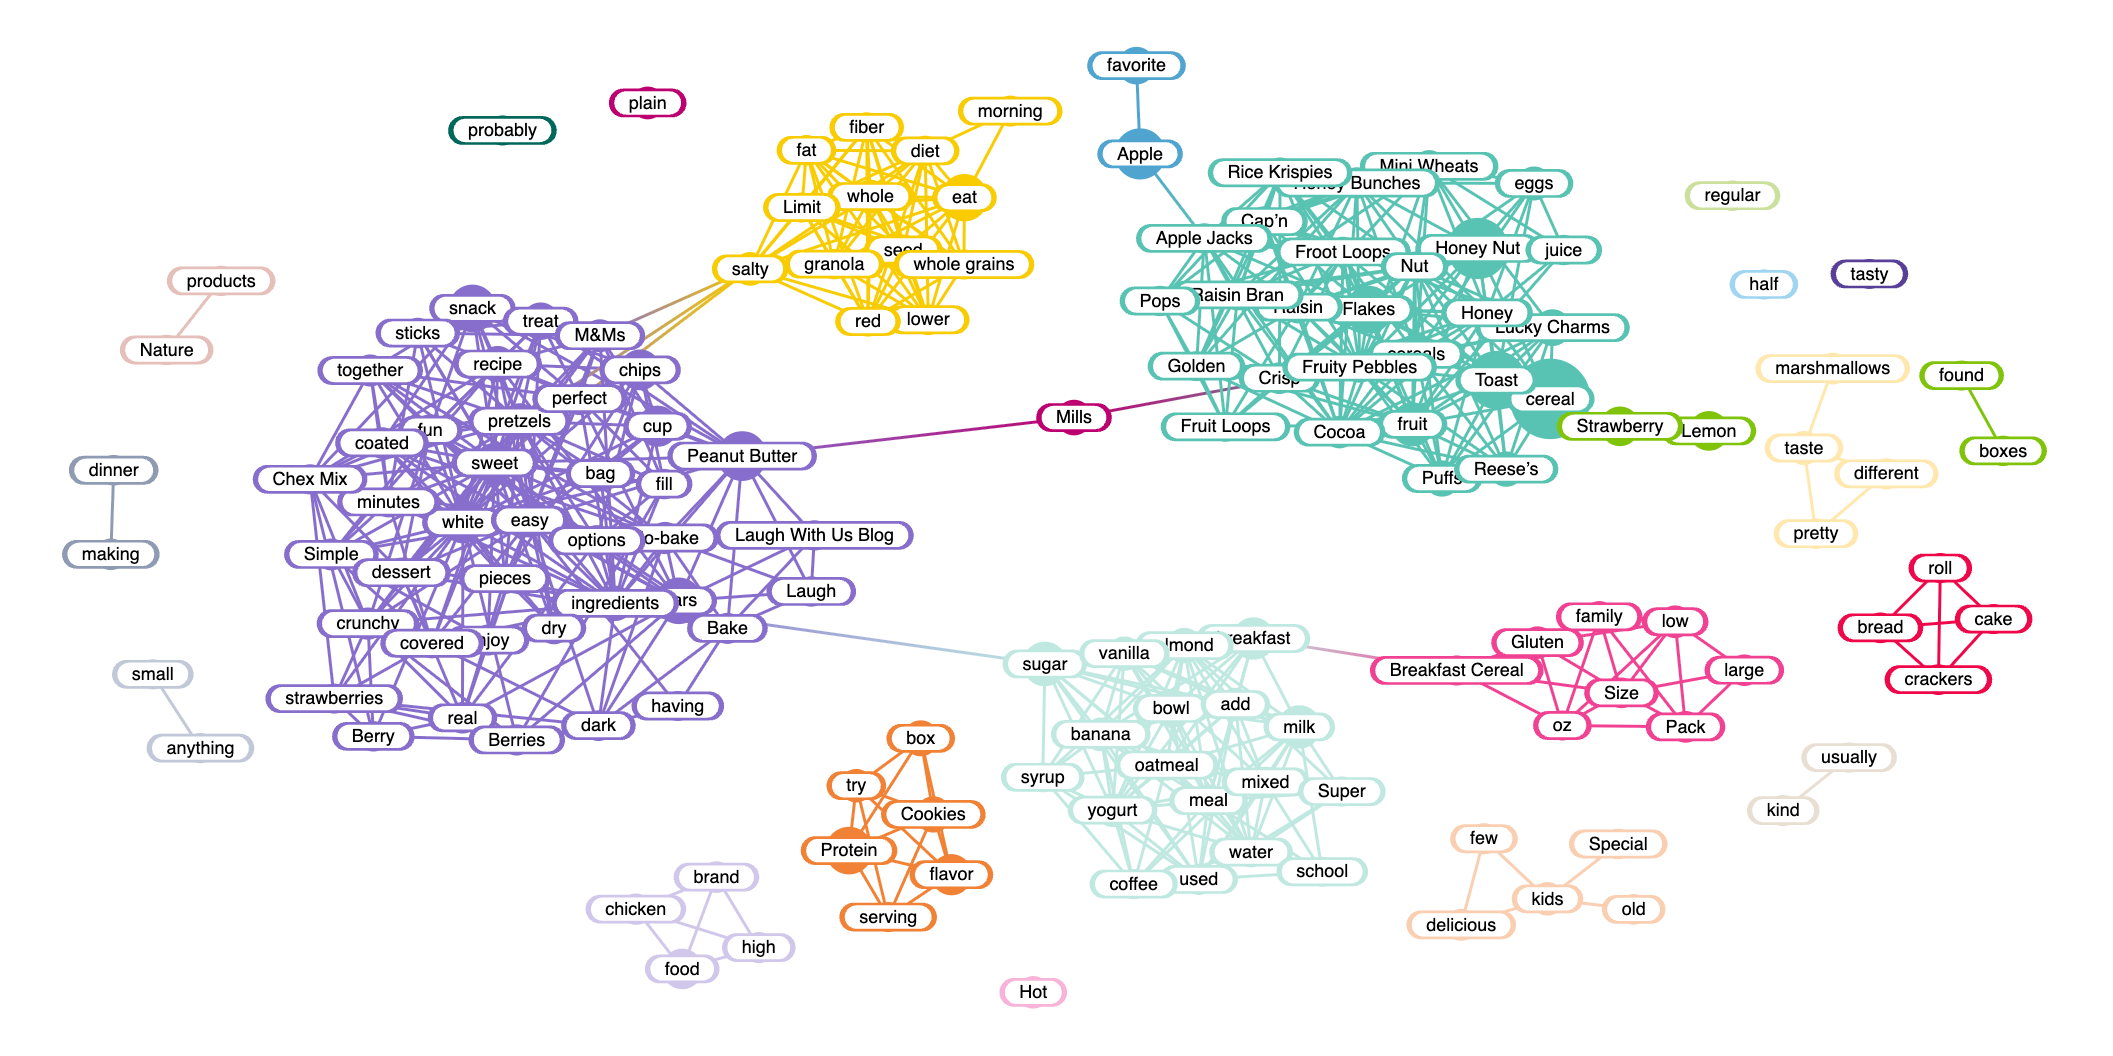 favorite
plain
morning
fiber
probably
fat
diet
Apple
Mini Wheats
Rice Krispies
Bunches
eggs
whole
eat
regular
Limit
Cap'n
Apple Jacks
Honey Nut
juice
Froot Loops
seed
granola
whole grains
salty
Nut
tasty
products
half
Raisin Bran
Pops
snack
Flakes
Honey
treat
red
lower
Lucky Charms
sticks
M&Ms
Nature
cereals
recipe
Golden
Fruity Pebbles
marshmallows
together
chips
found
Crisp
Toast
perfect
cereal
Mills
pretzels
fruit
cup
Fruit Loops
Strawberry
fun
Cocoa
Lemon
coated
taste
boxes
Peanut Butter
sweet
dinner
Reese's
bag
different
Chex Mix
Puffs
fill
minutes
white
easy
pretty
Laugh With Us Blog
o-bake
options
Simple
making
roll
dessert
pieces
Laugh
ingredients
family
cake
low
crunchy
bread
dry
Bake
covered
Gluten
vanilla
sugar
Breakfast Cereal
large
small
crackers
Size
strawberries
add
having
bowl
real
dark
oz
Pack
milk
banana
Berry
box
Berries
anything
usually
oatmeal
syrup
mixed
try
Super
meal
yogurt
kind
Cookies
few
Special
Protein
water
school
flavor
brand
used
coffee
kids
chicken
old
serving
delicious
high
food
Hot